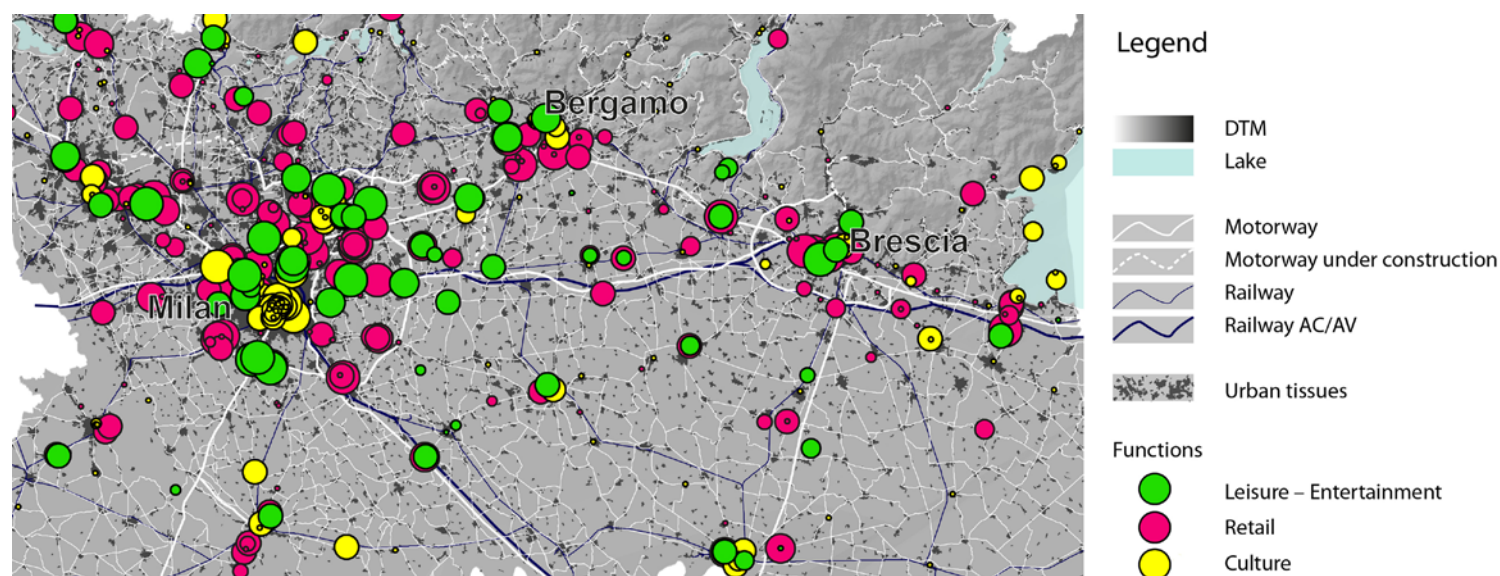 Bergamo
Brescia
Milan
Legend
DTM
Lake
Motorway
Motorway under construction
Railway
Railway AC/AV
Urban tissues
Functions
Leisure – Entertainment
Retail
Culture